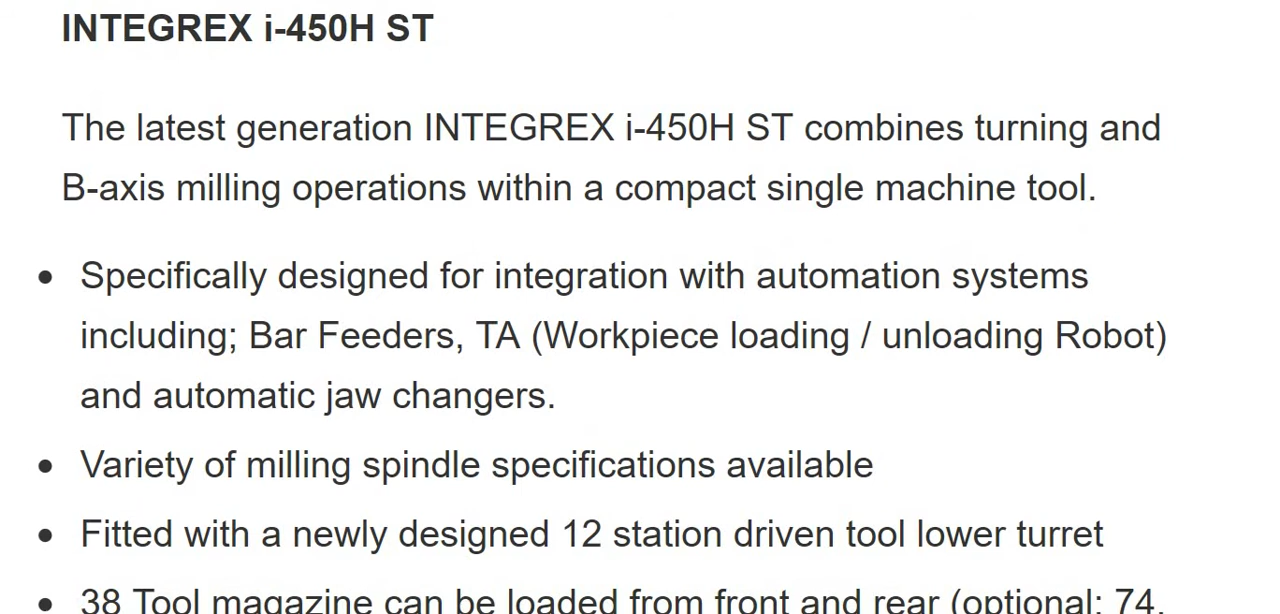 INTEGREX i-450H ST
The latest generation INTEGREX i-450H ST combines turning and
B-axis milling operations within a compact single machine tool.
• Specifically designed for integration with automation systems
including; Bar Feeders, TA (Workpiece loading / unloading Robot)
and automatic jaw changers.
• Variety of milling spindle specifications available
• Fitted with a newly designed 12 station driven tool lower turret
• 38 Tool magazine can be loaded from front and rear (optional: 74,